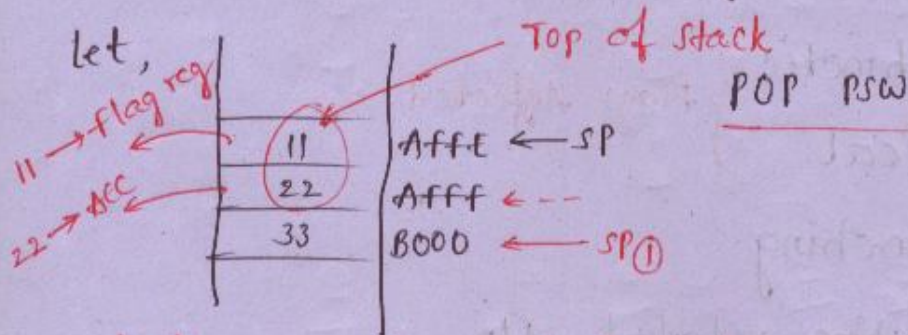 let,
Top of stack
POP PSW
11 → flag reg
11 AffE ← SP
22 → ACC
22 Afff ←--
33 B000 ← SP①